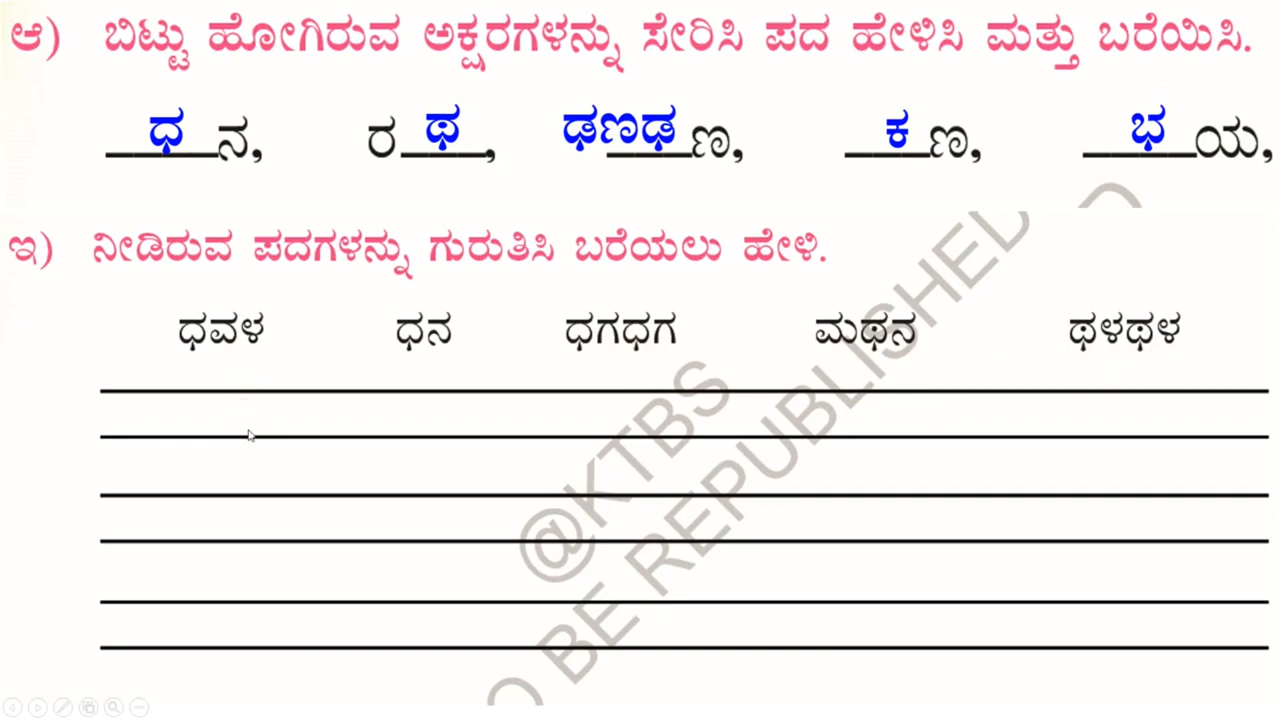 ಆ) ಬಿಟ್ಟು ಹೋಗಿರುವ ಅಕ್ಷರಗಳನ್ನು ಸೇರಿಸಿ ಪದ ಹೇಳಿಸಿ ಮತ್ತು ಬರೆಯಿಸಿ.
ಧನ, ರಥ, ಢಣಢಣ, ಕಣ, ಭಯ,
ಇ) ನೀಡಿರುವ ಪದಗಳನ್ನು ಗುರುತಿಸಿ ಬರೆಯಲು ಹೇಳಿ.
ಧವಳ ಧನ ಧಗಧಗ ಮಥನ ಥಳಥಳ
@KTBS
O BE REPUBLISHED